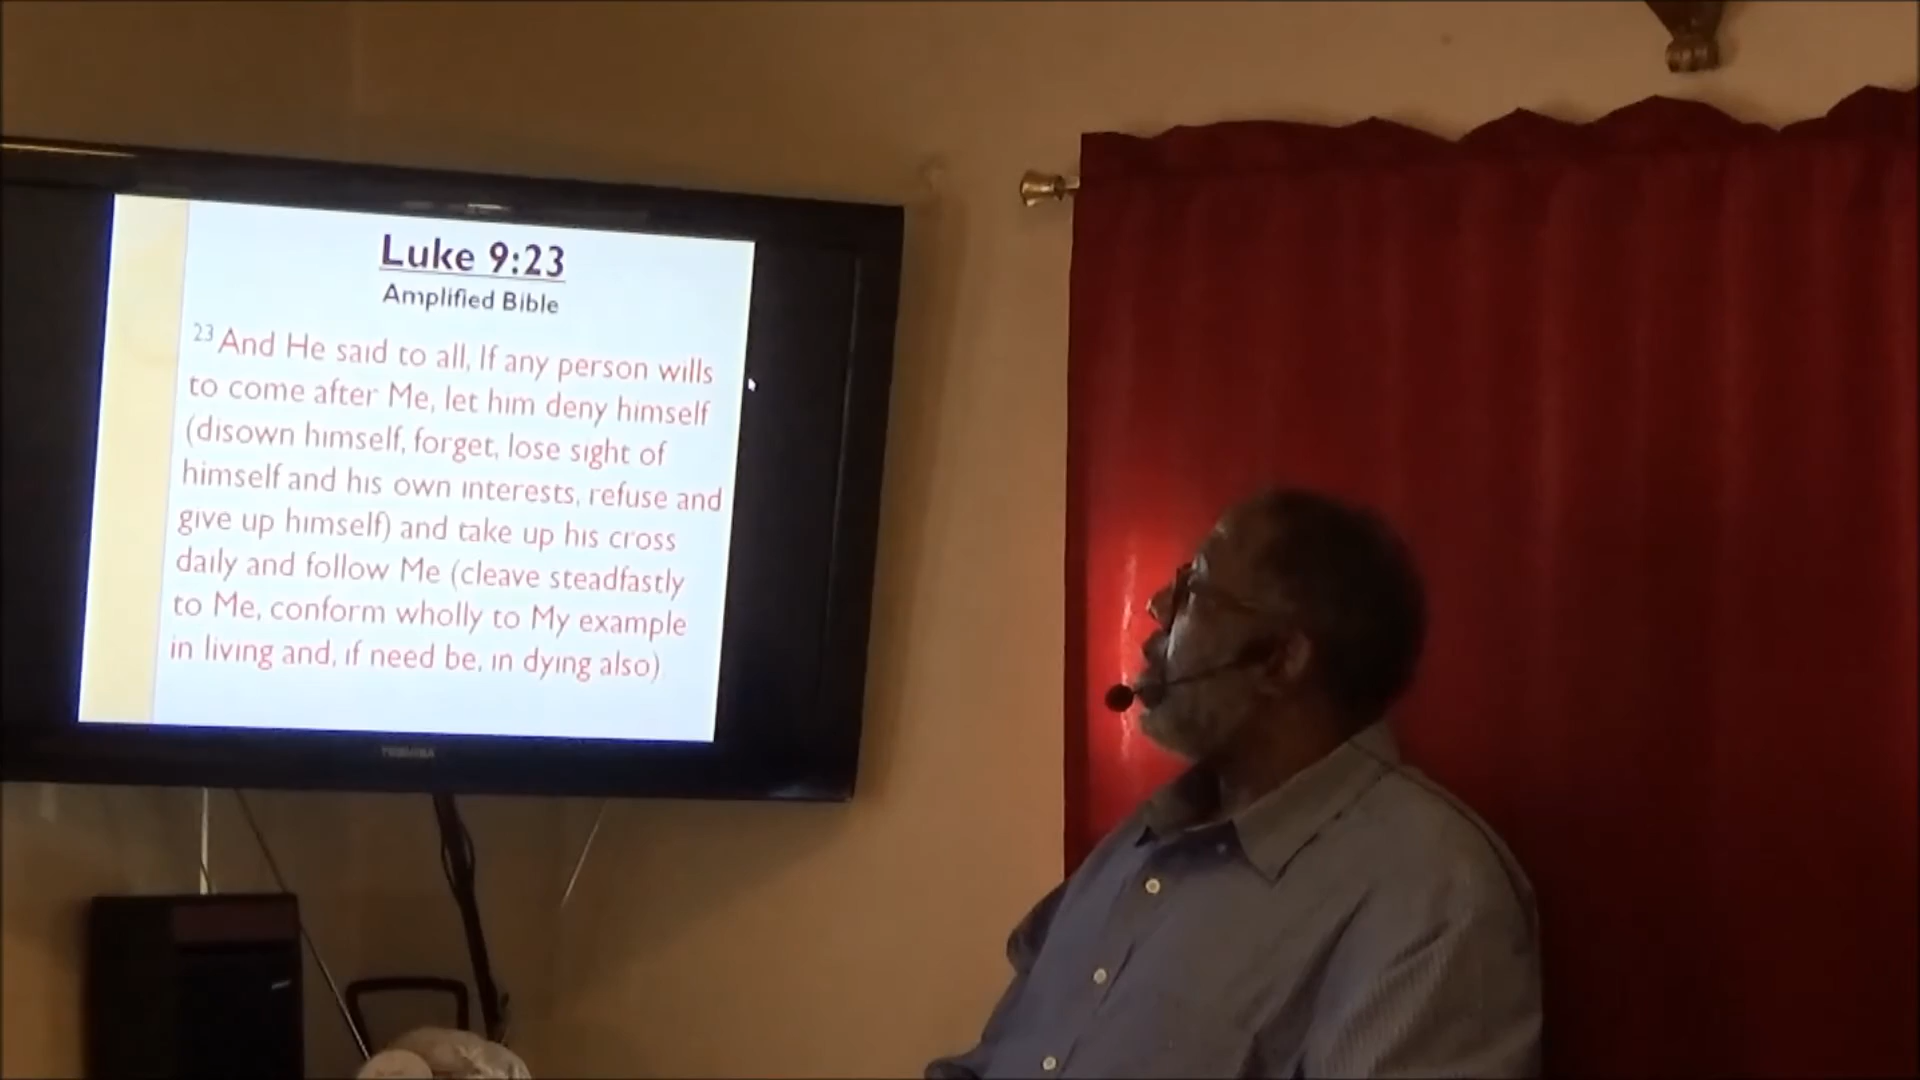 Luke 9:23
Amplified Bible
23 And He said to all, If any person wills
to come after Me, let him deny himself
(disown himself, forget, lose sight of
himself and his own interests, refuse and
give up himself) and take up his cross
daily and follow Me (cleave steadfastly
to Me, conform wholly to My example
in living and, if need be, in dying also)
TOSHIBA